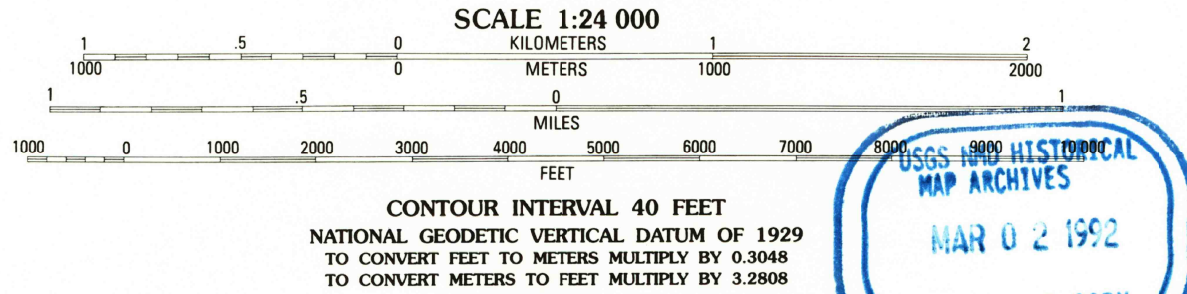 SCALE 1:24 000
1 .5 0 KILOMETERS 1 2
1000 0 METERS 1000 2000
1 .5 0 1
MILES
1000 0 1000 2000 3000 4000 5000 6000 7000 8000 9000 10 000
FEET
CONTOUR INTERVAL 40 FEET
NATIONAL GEODETIC VERTICAL DATUM OF 1929
TO CONVERT FEET TO METERS MULTIPLY BY 0.3048
TO CONVERT METERS TO FEET MULTIPLY BY 3.2808
USGS NMD HISTORICAL
MAP ARCHIVES
MAR 0 2 1992